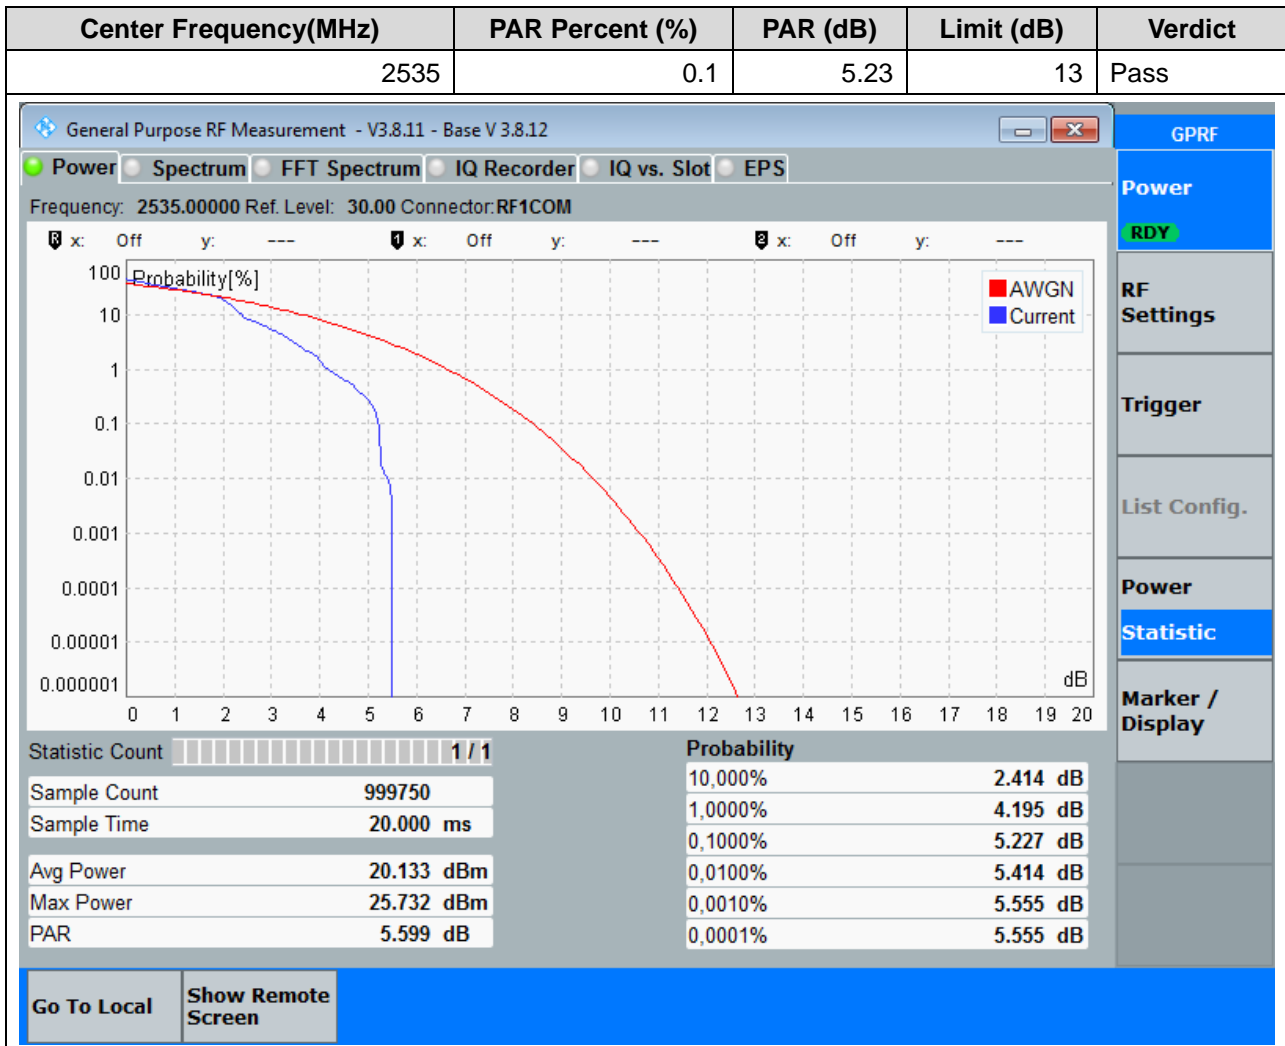 Center Frequency(MHz) PAR Percent (%) PAR (dB) Limit (dB) Verdict
2535 0.1 5.23 13 Pass
General Purpose RF Measurement - V3.8.11 - Base V 3.8.12
GPRF
Power Spectrum FFT Spectrum IQ Recorder IQ vs. Slot EPS
Frequency: 2535.00000 Ref. Level: 30.00 Connector: RF1COM
R x: Off y: --- 1 x: Off y: --- 2 x: Off y: ---
Probability[%]
100
10
1
0.1
0.01
0.001
0.0001
0.00001
0.000001
AWGN
Current
dB
0 1 2 3 4 5 6 7 8 9 10 11 12 13 14 15 16 17 18 19 20
Statistic Count 1 / 1
Sample Count 999750
Sample Time 20.000 ms
Avg Power 20.133 dBm
Max Power 25.732 dBm
PAR 5.599 dB
Probability
10,000% 2.414 dB
1,0000% 4.195 dB
0,1000% 5.227 dB
0,0100% 5.414 dB
0,0010% 5.555 dB
0,0001% 5.555 dB
Power
RDY
RF
Settings
Trigger
List Config.
Power
Statistic
Marker /
Display
Go To Local
Show Remote
Screen